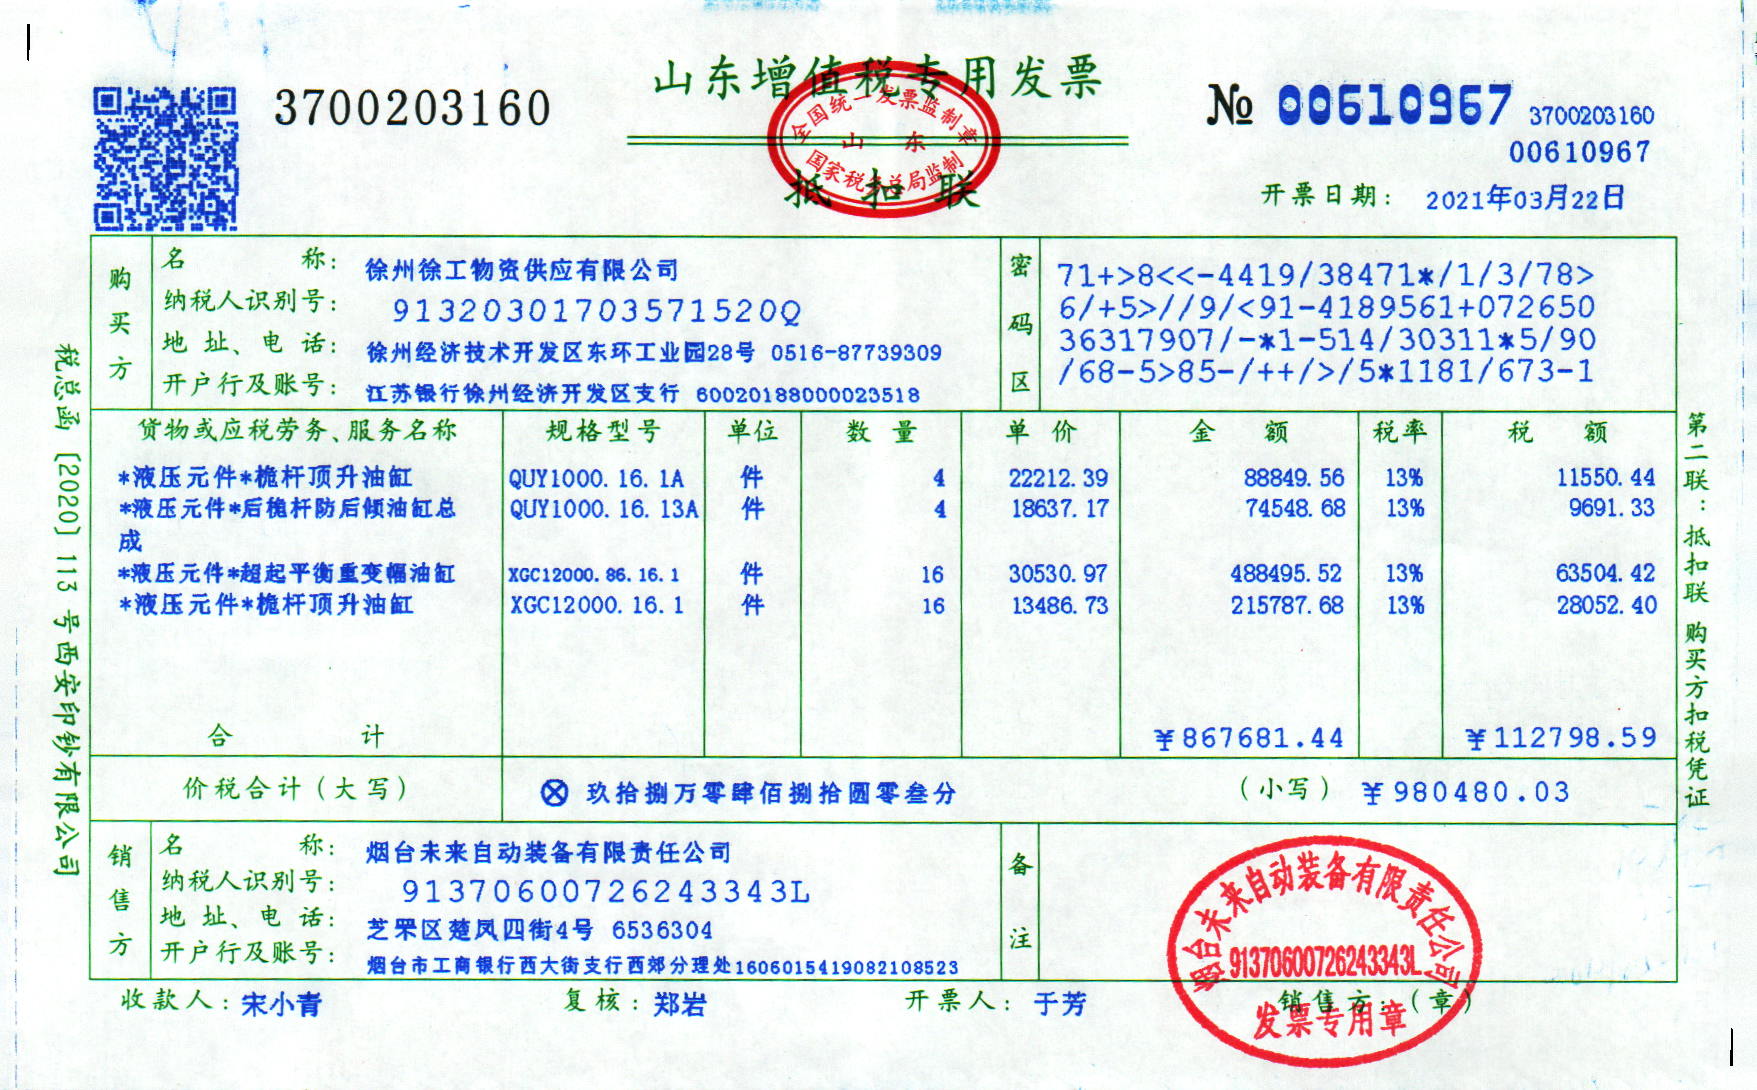 山东增值税专用发票
3700203160
№ 00610967
3700203160
00610967
全国统一发票监制章
山东
国家税务总局监制
抵扣联
开票日期： 2021年03月22日
购买方
名称： 徐州徐工物资供应有限公司
纳税人识别号： 91320301703571520Q
地址、电话： 徐州经济技术开发区东环工业园28号 0516-87739309
开户行及账号： 江苏银行徐州经济开发区支行 60020188000023518
密码区
71+>8<<-4419/38471*/1/3/78>
6/+5>//9/<91-4189561+072650
36317907/-*1-514/30311*5/90
/68-5>85-/++/>/5*1181/673-1
货物或应税劳务、服务名称 规格型号 单位 数量 单价 金额 税率 税额
*液压元件*桅杆顶升油缸 QUY1000.16.1A 件 4 22212.39 88849.56 13% 11550.44
*液压元件*后桅杆防后倾油缸总 QUY1000.16.13A 件 4 18637.17 74548.68 13% 9691.33
成
*液压元件*超起平衡重变幅油缸 XGC12000.86.16.1 件 16 30530.97 488495.52 13% 63504.42
*液压元件*桅杆顶升油缸 XGC12000.16.1 件 16 13486.73 215787.68 13% 28052.40
合计 ￥867681.44 ￥112798.59
价税合计（大写） ⊗ 玖拾捌万零肆佰捌拾圆零叁分 （小写） ￥980480.03
销售方
名称： 烟台未来自动装备有限责任公司
纳税人识别号： 91370600726243343L
地址、电话： 芝罘区楚凤四街4号 6536304
开户行及账号： 烟台市工商银行西大街支行西郊分理处1606015419082108523
备注
烟台未来自动装备有限责任公司
91370600726243343L
发票专用章
收款人： 宋小青 复核： 郑岩 开票人： 于芳 销售方：（章）
税总函［2020］113号西安印钞有限公司
第二联：抵扣联 购买方扣税凭证